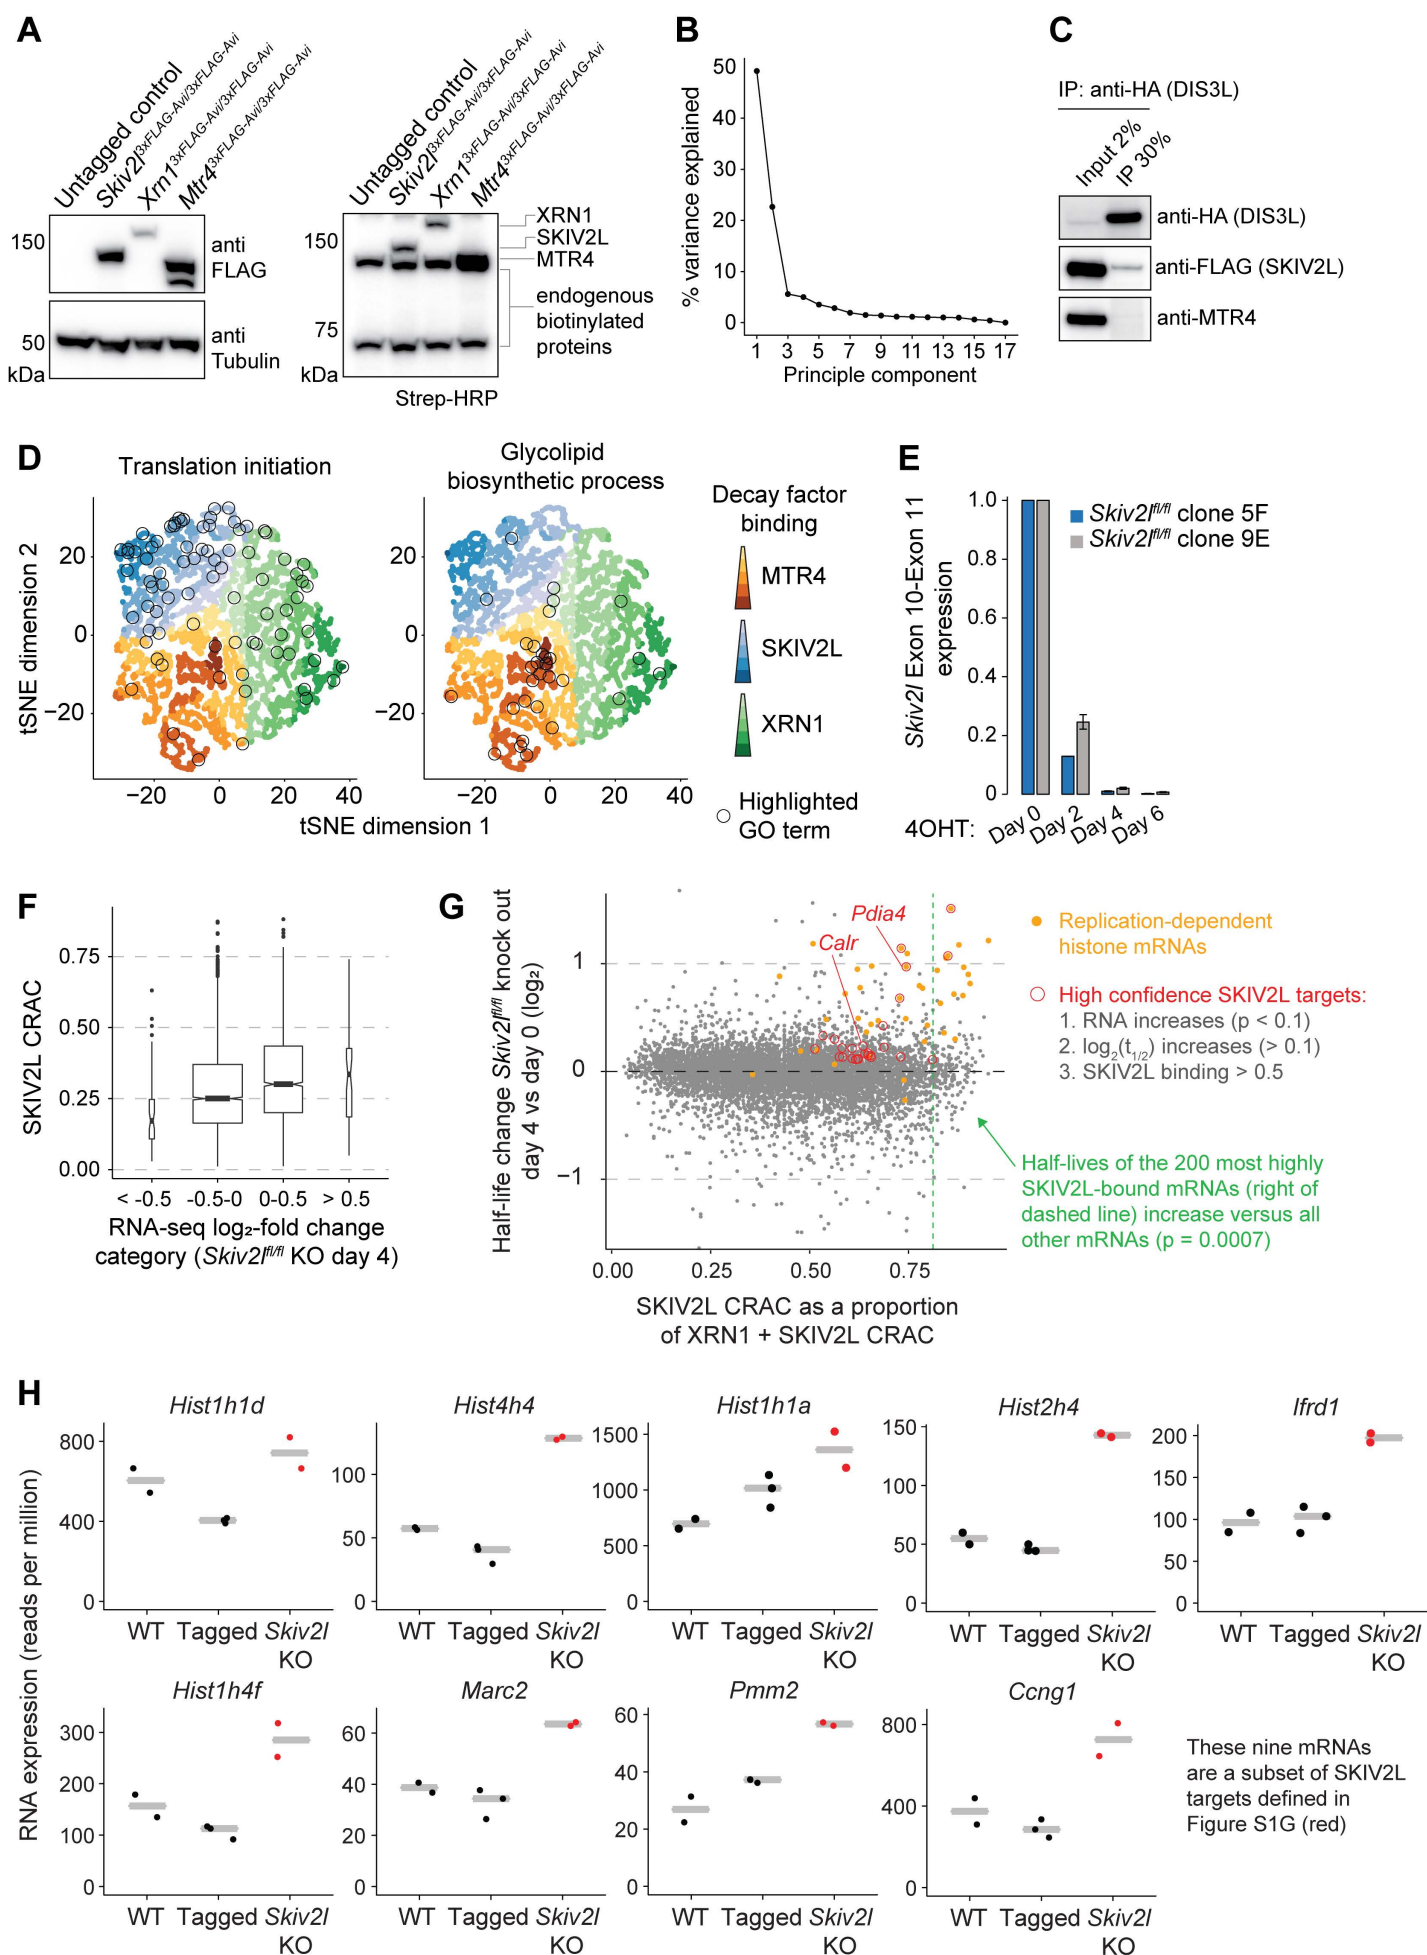 A
Untagged control
Skiv2l3xFLAG-Avi/3xFLAG-Avi
Xrn13xFLAG-Avi/3xFLAG-Avi
Mtr43xFLAG-Avi/3xFLAG-Avi
150
anti
FLAG
50
anti
Tubulin
kDa
Untagged control
Skiv2l3xFLAG-Avi/3xFLAG-Avi
Xrn13xFLAG-Avi/3xFLAG-Avi
Mtr43xFLAG-Avi/3xFLAG-Avi
150
XRN1
SKIV2L
MTR4
endogenous
biotinylated
proteins
75
kDa
Strep-HRP
B
% variance explained
50
40
30
20
10
0
1 3 5 7 9 11 13 15 17
Principle component
C
IP: anti-HA (DIS3L)
Input 2%
IP 30%
anti-HA (DIS3L)
anti-FLAG (SKIV2L)
anti-MTR4
D
Translation initiation
Glycolipid
biosynthetic process
tSNE dimension 2
20
0
−20
−20 0 20 40
20
0
−20
−20 0 20 40
tSNE dimension 1
Decay factor
binding
MTR4
SKIV2L
XRN1
Highlighted
GO term
E
Skiv2l Exon 10-Exon 11
expression
1.0
0.8
0.6
0.4
0.2
0
Skiv2lfl/fl clone 5F
Skiv2lfl/fl clone 9E
4OHT:
Day 0
Day 2
Day 4
Day 6
F
SKIV2L CRAC
0.75
0.50
0.25
0.00
< -0.5 -0.5-0 0-0.5 > 0.5
RNA-seq log₂-fold change
category (Skiv2lfl/fl KO day 4)
G
Half-life change Skiv2lfl/fl knock out
day 4 vs day 0 (log₂)
1
0
−1
Pdia4
Calr
0.00 0.25 0.50 0.75
SKIV2L CRAC as a proportion
of XRN1 + SKIV2L CRAC
Replication-dependent
histone mRNAs
High confidence SKIV2L targets:
1. RNA increases (p < 0.1)
2. log2(t1/2) increases (> 0.1)
3. SKIV2L binding > 0.5
Half-lives of the 200 most highly
SKIV2L-bound mRNAs (right of
dashed line) increase versus all
other mRNAs (p = 0.0007)
H
RNA expression (reads per million)
Hist1h1d
800
400
0
WT Tagged Skiv2l
KO
Hist4h4
100
50
0
WT Tagged Skiv2l
KO
Hist1h1a
1500
1000
500
0
WT Tagged Skiv2l
KO
Hist2h4
150
100
50
0
WT Tagged Skiv2l
KO
Ifrd1
200
150
100
50
0
WT Tagged Skiv2l
KO
Hist1h4f
300
200
100
0
WT Tagged Skiv2l
KO
Marc2
60
40
20
0
WT Tagged Skiv2l
KO
Pmm2
60
40
20
0
WT Tagged Skiv2l
KO
Ccng1
800
400
0
WT Tagged Skiv2l
KO
These nine mRNAs
are a subset of SKIV2L
targets defined in
Figure S1G (red)